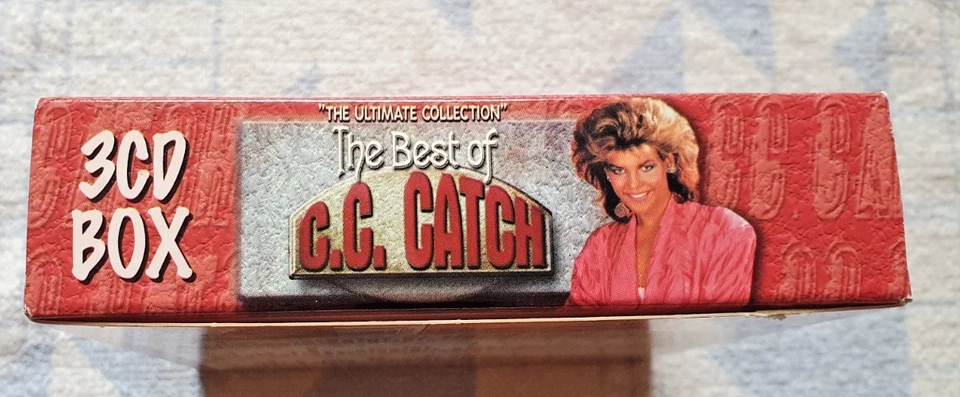 3CD
BOX
"THE ULTIMATE COLLECTION"
The Best of
C.C. CATCH